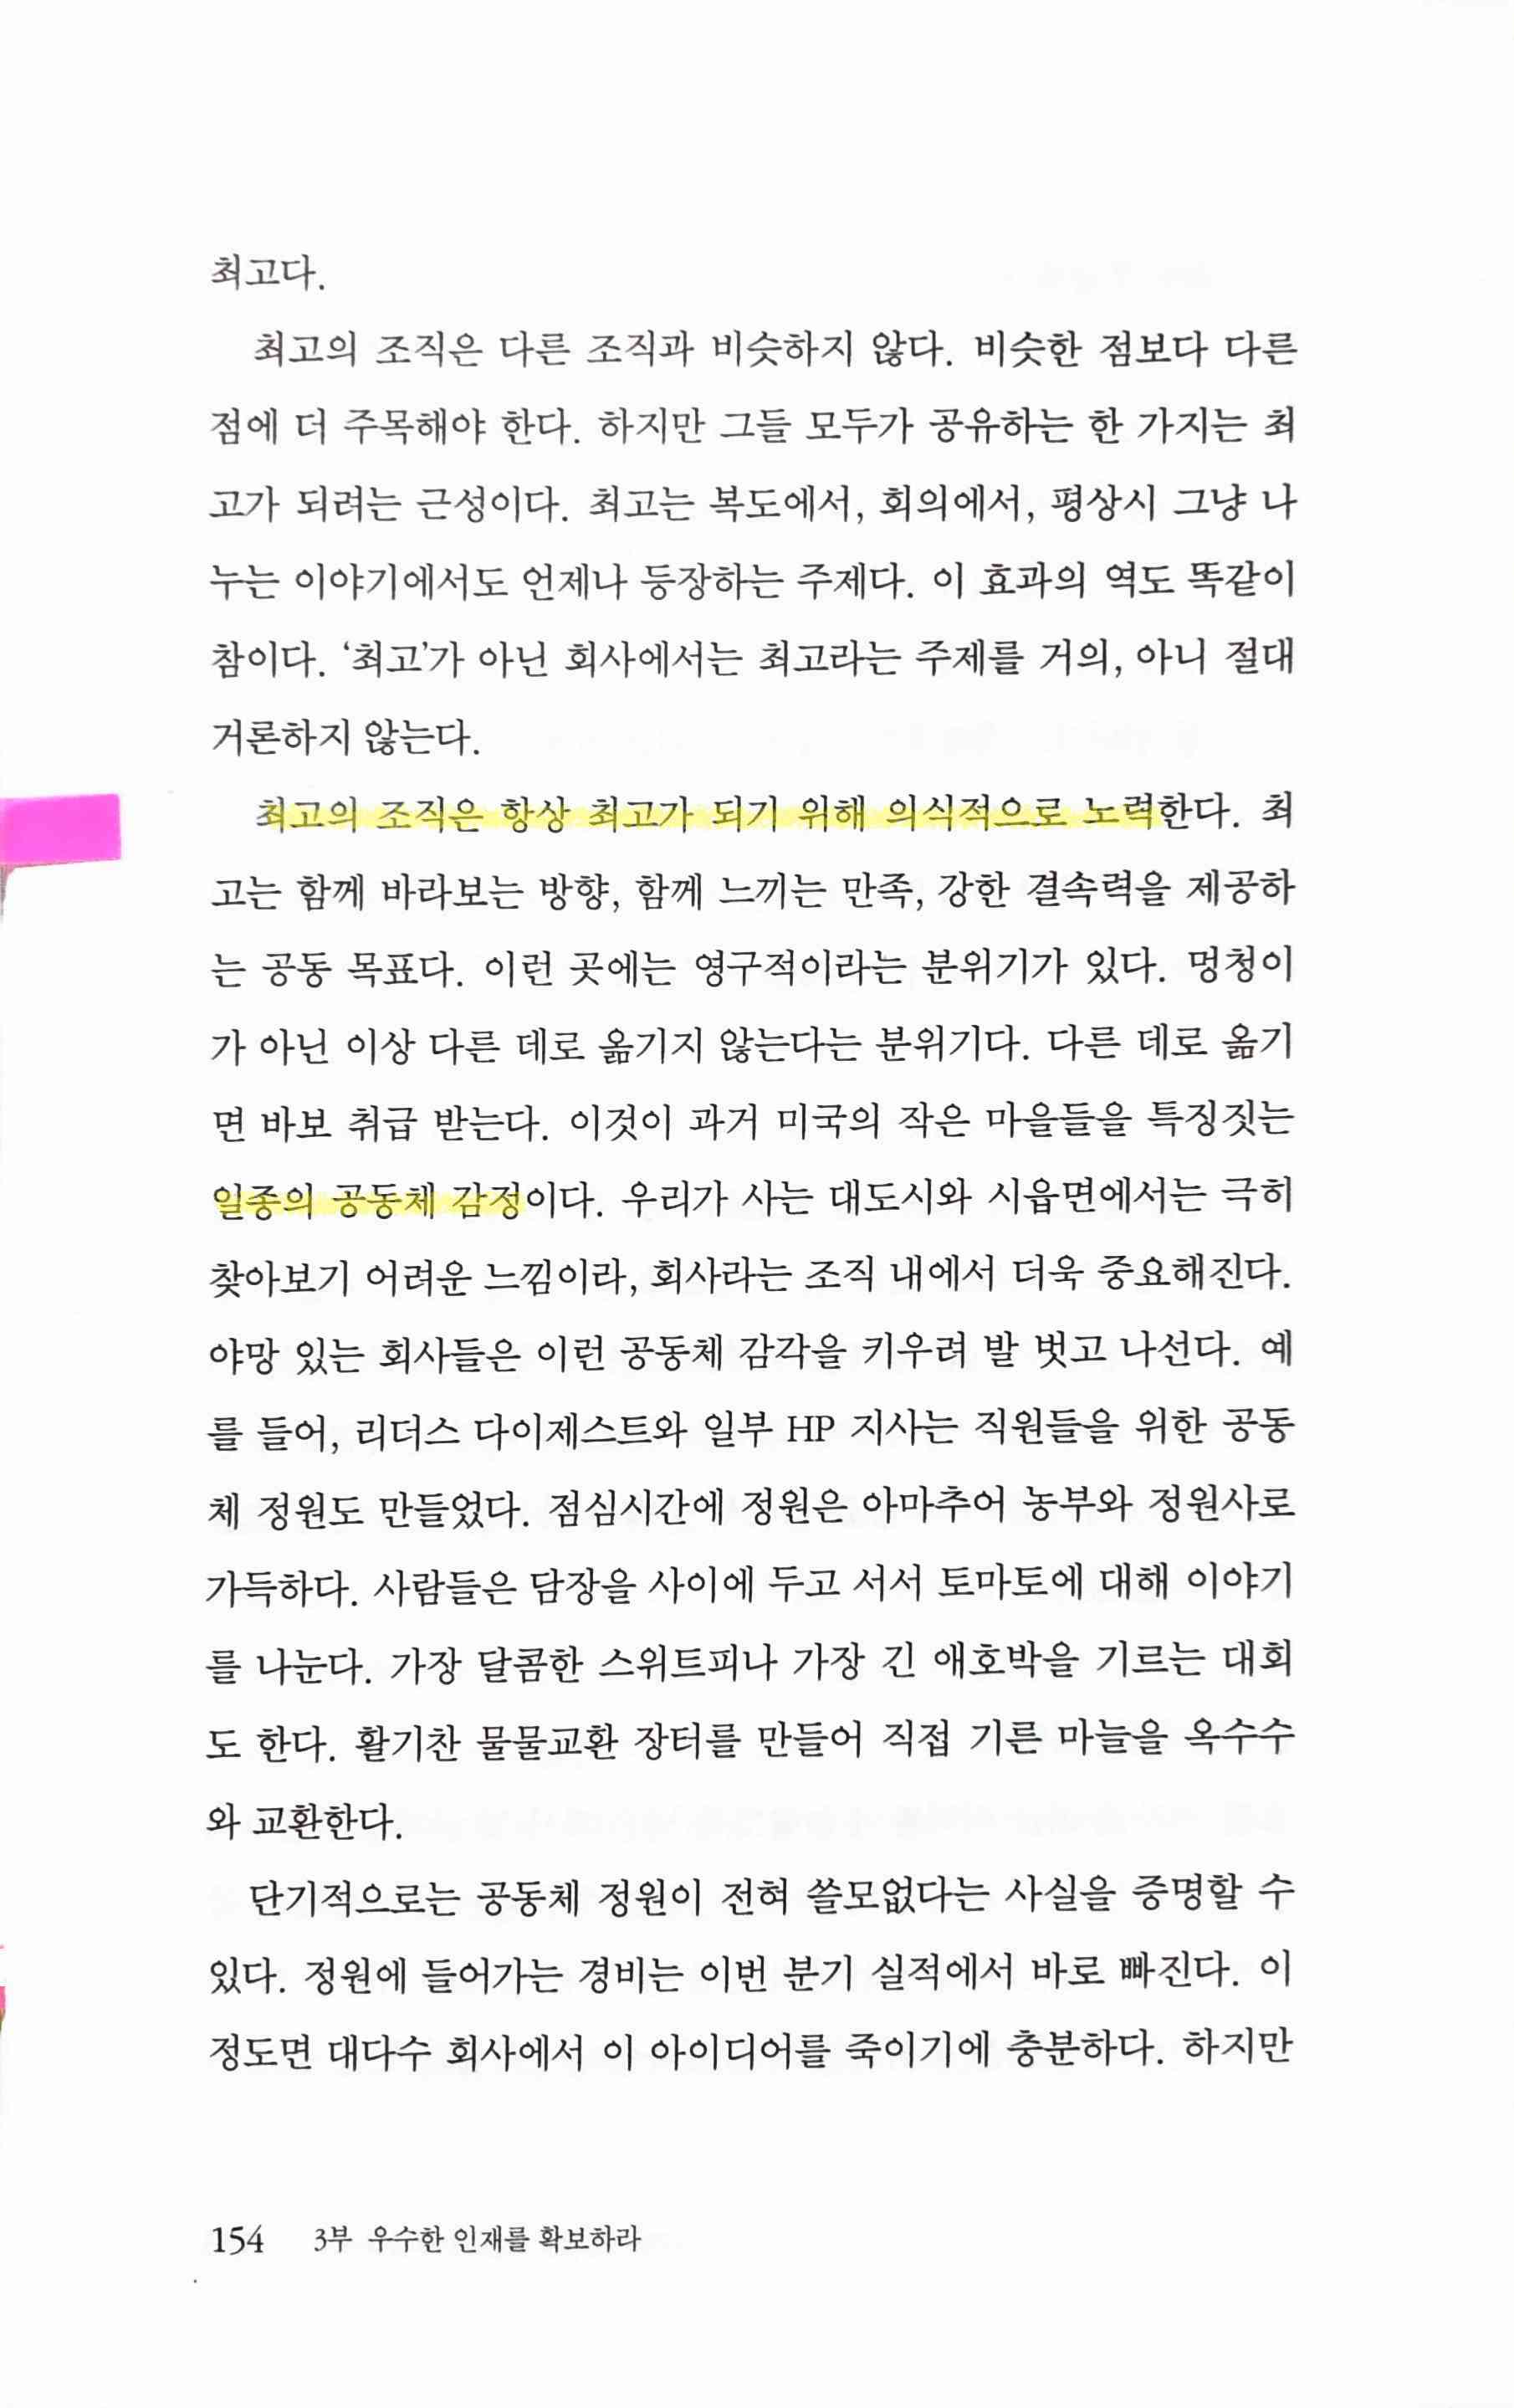 최고다.
최고의 조직은 다른 조직과 비슷하지 않다. 비슷한 점보다 다른
점에 더 주목해야 한다. 하지만 그들 모두가 공유하는 한 가지는 최
고가 되려는 근성이다. 최고는 복도에서, 회의에서, 평상시 그냥 나
누는 이야기에서도 언제나 등장하는 주제다. 이 효과의 역도 똑같이
참이다. ‘최고’가 아닌 회사에서는 최고라는 주제를 거의, 아니 절대
거론하지 않는다.
최고의 조직은 항상 최고가 되기 위해 의식적으로 노력한다. 최
고는 함께 바라보는 방향, 함께 느끼는 만족, 강한 결속력을 제공하
는 공동 목표다. 이런 곳에는 영구적이라는 분위기가 있다. 멍청이
가 아닌 이상 다른 데로 옮기지 않는다는 분위기다. 다른 데로 옮기
면 바보 취급 받는다. 이것이 과거 미국의 작은 마을들을 특징짓는
일종의 공동체 감정이다. 우리가 사는 대도시와 시읍면에서는 극히
찾아보기 어려운 느낌이라, 회사라는 조직 내에서 더욱 중요해진다.
야망 있는 회사들은 이런 공동체 감각을 키우려 발 벗고 나선다. 예
를 들어, 리더스 다이제스트와 일부 HP 지사는 직원들을 위한 공동
체 정원도 만들었다. 점심시간에 정원은 아마추어 농부와 정원사로
가득하다. 사람들은 담장을 사이에 두고 서서 토마토에 대해 이야기
를 나눈다. 가장 달콤한 스위트피나 가장 긴 애호박을 기르는 대회
도 한다. 활기찬 물물교환 장터를 만들어 직접 기른 마늘을 옥수수
와 교환한다.
단기적으로는 공동체 정원이 전혀 쓸모없다는 사실을 증명할 수
있다. 정원에 들어가는 경비는 이번 분기 실적에서 바로 빠진다. 이
정도면 대다수 회사에서 이 아이디어를 죽이기에 충분하다. 하지만
154 3부 우수한 인재를 확보하라